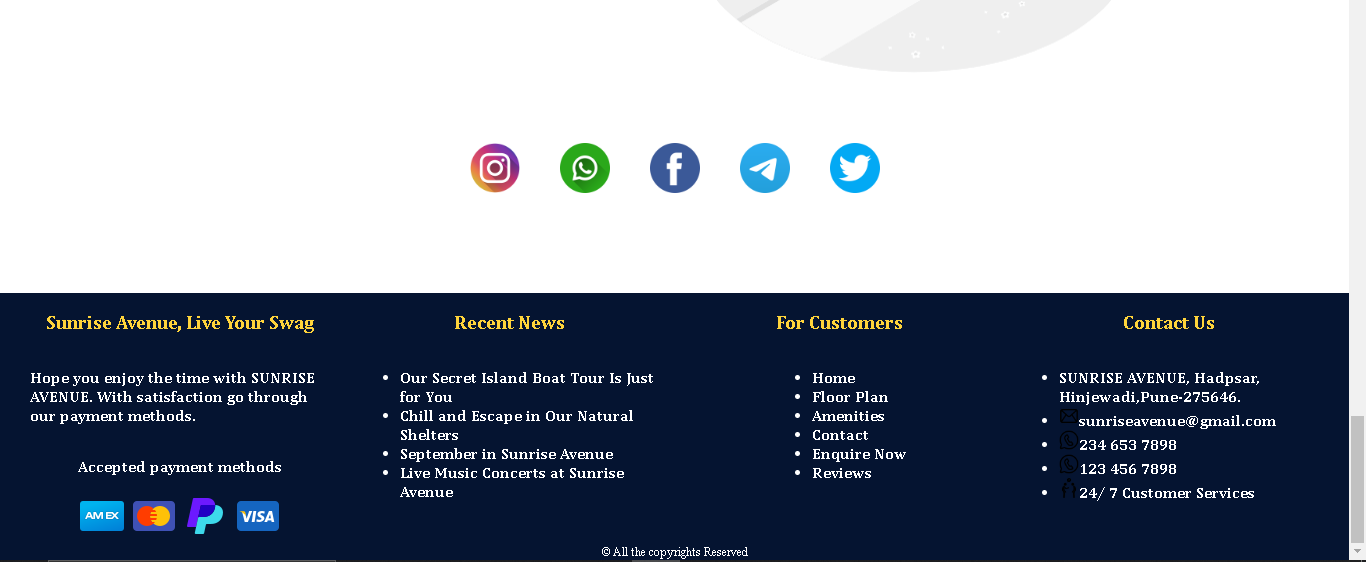 Sunrise Avenue, Live Your Swag
Hope you enjoy the time with SUNRISE
AVENUE. With satisfaction go through
our payment methods.
Accepted payment methods
AMEX
VISA
Recent News
Our Secret Island Boat Tour Is Just
for You
Chill and Escape in Our Natural
Shelters
September in Sunrise Avenue
Live Music Concerts at Sunrise
Avenue
For Customers
Home
Floor Plan
Amenities
Contact
Enquire Now
Reviews
Contact Us
SUNRISE AVENUE, Hadpsar,
Hinjewadi,Pune-275646.
sunriseavenue@gmail.com
234 653 7898
123 456 7898
24/ 7 Customer Services
© All the copyrights Reserved